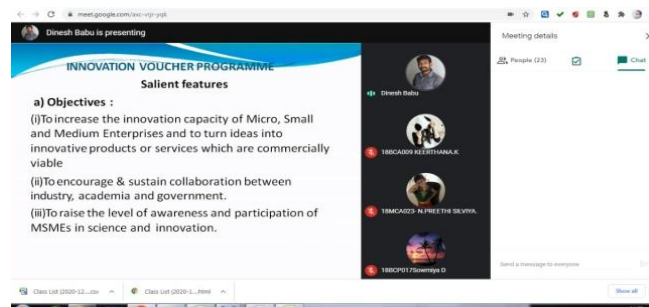 meet.google.com/axc-vrjr-yqk
Dinesh Babu is presenting
INNOVATION VOUCHER PROGRAMME
Salient features
a) Objectives :
(i)To increase the innovation capacity of Micro, Small
and Medium Enterprises and to turn ideas into
innovative products or services which are commercially
viable
(ii)To encourage & sustain collaboration between
industry, academia and government.
(iii)To raise the level of awareness and participation of
MSMEs in science and innovation.
Dinesh Babu
18BCA009 KEERTHANA.K
18MCA023- N.PREETHI SILVIYA.
18BCP017Sowmiya D
Meeting details
People (23)
Chat
Send a message to everyone
Class List (2020-12....csv
Class List (2020-1....html
Show all